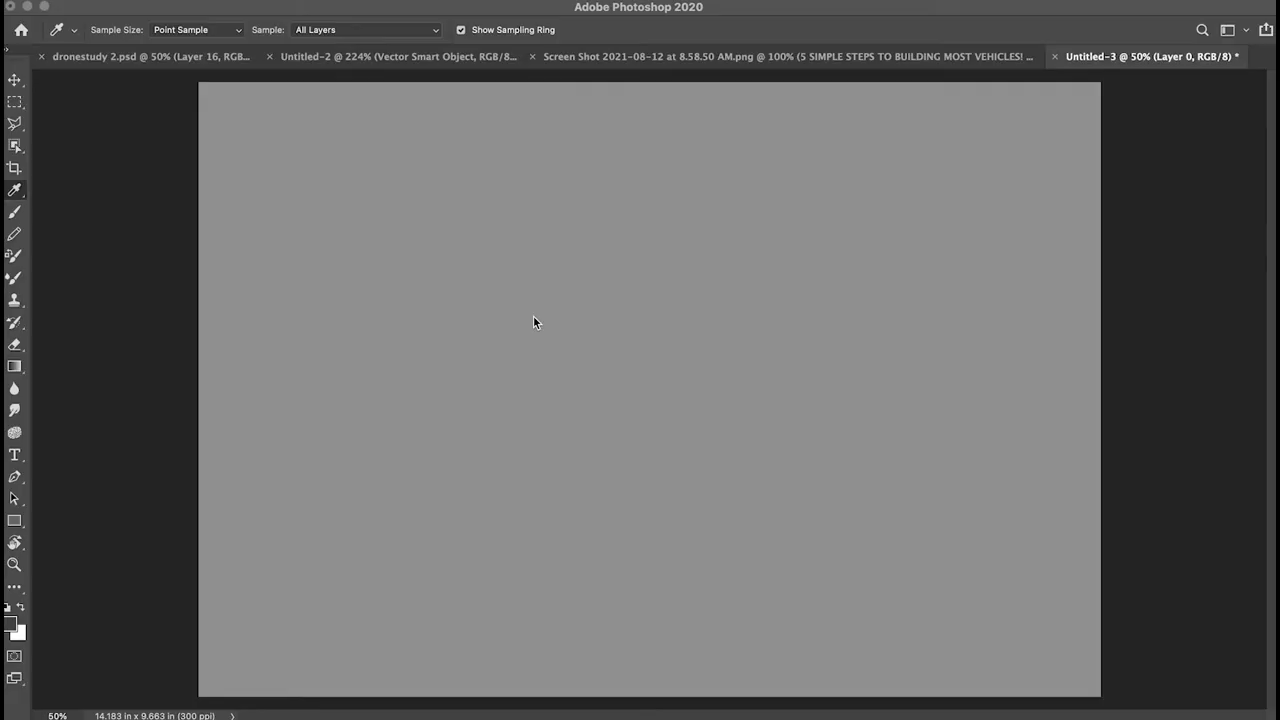 Adobe Photoshop 2020
Sample Size: Point Sample Sample: All Layers Show Sampling Ring
dronestudy 2.psd @ 50% (Layer 16, RGB... Untitled-2 @ 224% (Vector Smart Object, RGB/8... Screen Shot 2021-08-12 at 8.58.50 AM.png @ 100% (5 SIMPLE STEPS TO BUILDING MOST VEHICLES! ... Untitled-3 @ 50% (Layer 0, RGB/8) *
50% 14.183 in x 9.663 in (300 ppi)